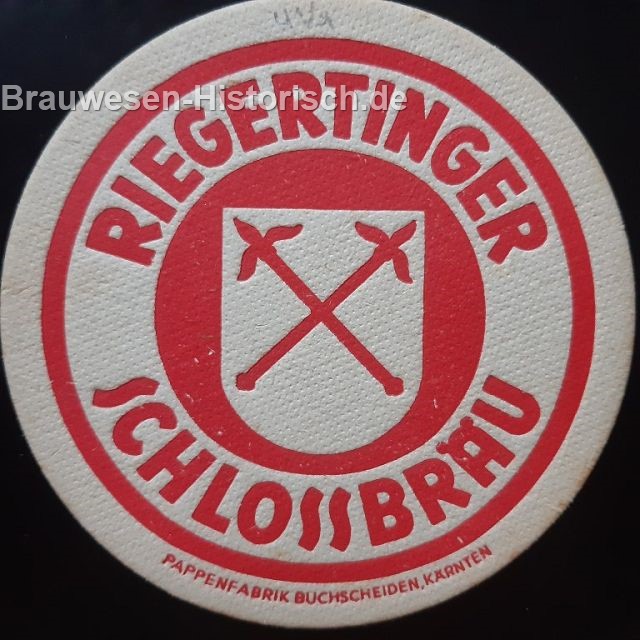 Brauwesen-Historisch.de
RIEGERTINGER
SCHLOSSBRÄU
PAPPENFABRIK BUCHSCHEIDEN, KÄRNTEN